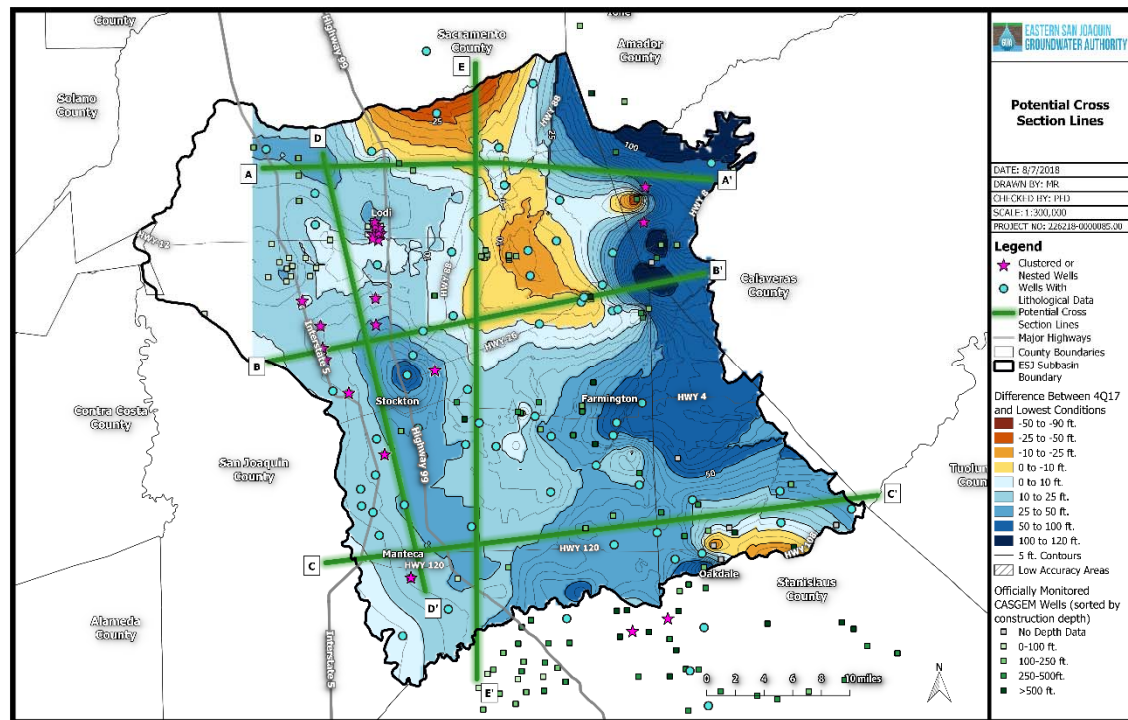 County
Sacramento
County
Amador
County
Highway 99
E
Solano
County
HWY 88
25
25
100
D
A
A'
HWY 8
Lodi
HWY-12
HWY 88
10
B'
Calaveras
County
HWY-26
B
Interstate 5
Stockton
Farmington
HWY 4
Contra Costa
County
San Joaquin
County
Highway 99
C'
C
Manteca
HWY-120
HWY 120
Oakdale
Stanislaus
County
D'
Alameda
County
Interstate 5
E'
0 2 4 6 8 10 miles
N
EASTERN SAN JOAQUIN
GROUNDWATER AUTHORITY
Potential Cross
Section Lines
DATE: 8/7/2018
DRAWN BY: MR
CHECKED BY: PFD
SCALE: 1:300,000
PROJECT NO: 226218-0000085.00
Legend
Clustered or
Nested Wells
Wells With
Lithological Data
Potential Cross
Section Lines
Major Highways
County Boundaries
ESJ Subbasin
Boundary
Difference Between 4Q17
and Lowest Conditions
-50 to -90 ft.
-25 to -50 ft.
-10 to -25 ft.
0 to -10 ft.
0 to 10 ft.
10 to 25 ft.
25 to 50 ft.
50 to 100 ft.
100 to 120 ft.
5 ft. Contours
Low Accuracy Areas
Officially Monitored
CASGEM Wells (sorted by
construction depth)
No Depth Data
0-100 ft.
100-250 ft.
250-500ft.
>500 ft.